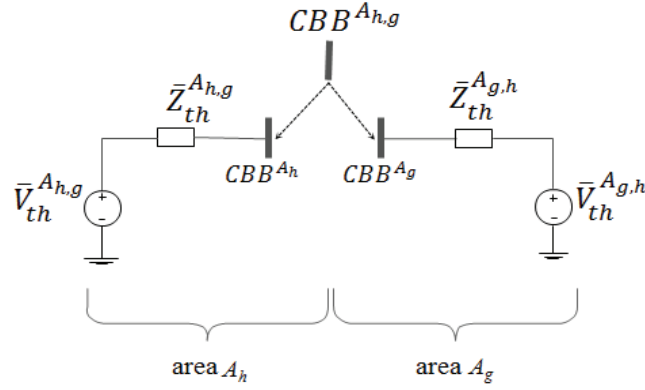 CBB^{A_{h,g}}
\bar{Z}_{th}^{A_{h,g}}
\bar{Z}_{th}^{A_{g,h}}
CBB^{A_h}
CBB^{A_g}
\bar{V}_{th}^{A_{h,g}}
+
-
+
-
\bar{V}_{th}^{A_{g,h}}
area A_h
area A_g